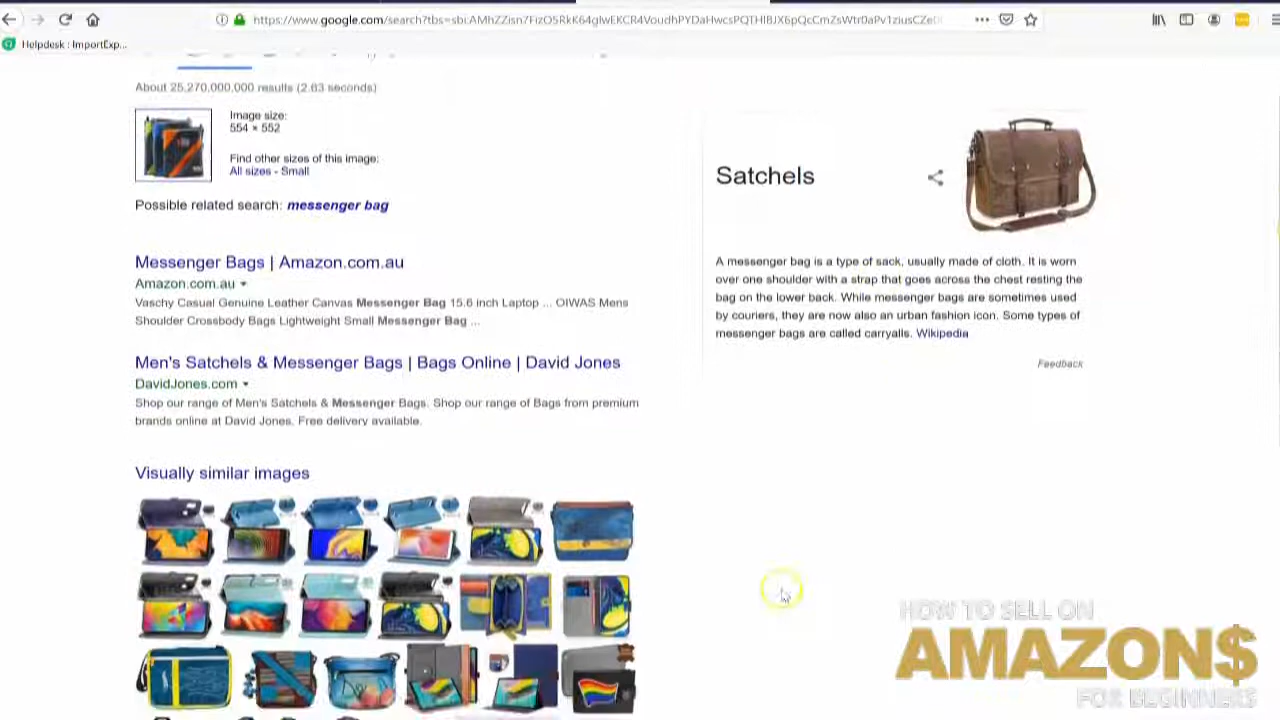 https://www.google.com/search?tbs=sbi:
Helpdesk : ImportExp...
About 25,270,000,000 results (2.63 seconds)
Image size:
554 × 552
Find other sizes of this image:
All sizes - Small
Possible related search: messenger bag
Messenger Bags | Amazon.com.au
Amazon.com.au
Vaschy Casual Genuine Leather Canvas Messenger Bag 15.6 inch Laptop ... OIWAS Mens
Shoulder Crossbody Bags Lightweight Small Messenger Bag ...
Men's Satchels & Messenger Bags | Bags Online | David Jones
DavidJones.com
Shop our range of Men's Satchels & Messenger Bags. Shop our range of Bags from premium
brands online at David Jones. Free delivery available.
Visually similar images
Satchels
A messenger bag is a type of sack, usually made of cloth. It is worn
over one shoulder with a strap that goes across the chest resting the
bag on the lower back. While messenger bags are sometimes used
by couriers, they are now also an urban fashion icon. Some types of
messenger bags are called carryalls. Wikipedia
Feedback
HOW TO SELL ON
AMAZON$
FOR BEGINNERS